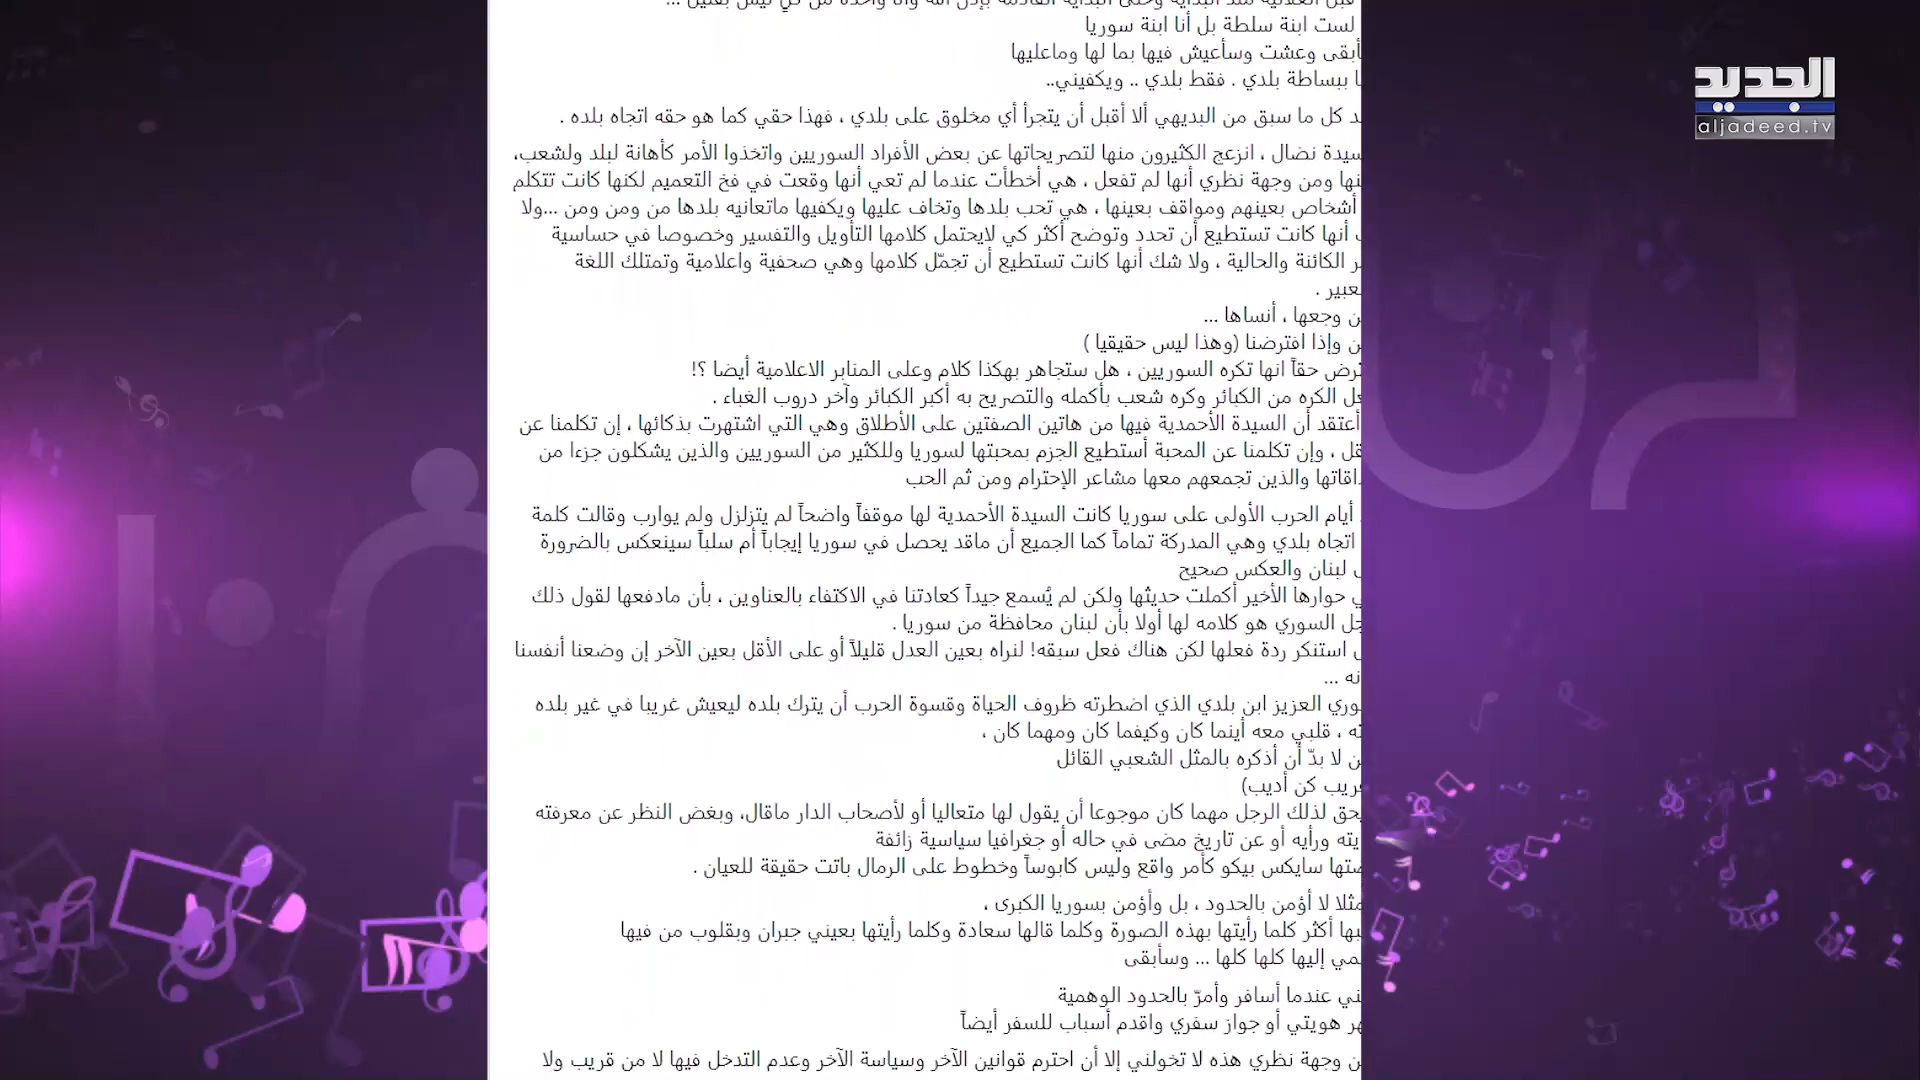 لست ابنة سلطة بل أنا ابنة سوريا
وعشت وسأعيش فيها بما لها وماعليها
ببساطة بلدي . فقط بلدي .. ويكفيني..
كل ما سبق من البديهي ألا أقبل أن يتجرأ أي مخلوق على بلدي ، فهذا حقي كما هو حقه اتجاه بلده .
نضال ، انزعج الكثيرون منها لتصريحاتها عن بعض الأفراد السوريين واتخذوا الأمر كأهانة لبلد ولشعب،
ومن وجهة نظري أنها لم تفعل ، هي أخطأت عندما لم تعي أنها وقعت في فخ التعميم لكنها كانت تتكلم
أشخاص بعينهم ومواقف بعينها ، هي تحب بلدها وتخاف عليها ويكفيها ماتعانيه بلدها من ومن ومن ...ولا
أنها كانت تستطيع أن تحدد وتوضح أكثر كي لايحتمل كلامها التأويل والتفسير وخصوصا في حساسية
الكائنة والحالية ، ولا شك أنها كانت تستطيع أن تجمّل كلامها وهي صحفية واعلامية وتمتلك اللغة
وجعها ، أنساها ...
وإذا افترضنا (وهذا ليس حقيقيا )
حقاً انها تكره السوريين ، هل ستجاهر بهكذا كلام وعلى المنابر الاعلامية أيضا ؟!
الكره من الكبائر وكره شعب بأكمله والتصريح به أكبر الكبائر وآخر دروب الغباء .
أعتقد أن السيدة الأحمدية فيها من هاتين الصفتين على الأطلاق وهي التي اشتهرت بذكائها ، إن تكلمنا عن
، وإن تكلمنا عن المحبة أستطيع الجزم بمحبتها لسوريا وللكثير من السوريين والذين يشكلون جزءا من
والذين تجمعهم معها مشاعر الإحترام ومن ثم الحب
أيام الحرب الأولى على سوريا كانت السيدة الأحمدية لها موقفاً واضحاً لم يتزلزل ولم يوارب وقالت كلمة
اتجاه بلدي وهي المدركة تماماً كما الجميع أن ماقد يحصل في سوريا إيجاباً أم سلباً سينعكس بالضرورة
لبنان والعكس صحيح
حوارها الأخير أكملت حديثها ولكن لم يُسمع جيداً كعادتنا في الاكتفاء بالعناوين ، بأن مادفعها لقول ذلك
السوري هو كلامه لها أولا بأن لبنان محافظة من سوريا .
استنكر ردة فعلها لكن هناك فعل سبقه! لنراه بعين العدل قليلاً أو على الأقل بعين الآخر إن وضعنا أنفسنا
...
العزيز ابن بلدي الذي اضطرته ظروف الحياة وقسوة الحرب أن يترك بلده ليعيش غريبا في غير بلده
، قلبي معه أينما كان وكيفما كان ومهما كان ،
لا بدّ أن أذكره بالمثل الشعبي القائل
كن أديب)
لذلك الرجل مهما كان موجوعا أن يقول لها متعاليا أو لأصحاب الدار ماقال، وبغض النظر عن معرفته
ورأيه أو عن تاريخ مضى في حاله أو جغرافيا سياسية زائفة
سايكس بيكو كأمر واقع وليس كابوساً وخطوط على الرمال باتت حقيقة للعيان .
لا أؤمن بالحدود ، بل وأؤمن بسوريا الكبرى ،
أكثر كلما رأيتها بهذه الصورة وكلما قالها سعادة وكلما رأيتها بعيني جبران وبقلوب من فيها
إليها كلها كلها ... وسأبقى
عندما أسافر وأمرّ بالحدود الوهمية
هويتي أو جواز سفري واقدم أسباب للسفر أيضاً
وجهة نظري هذه لا تخولني إلا أن احترم قوانين الآخر وسياسة الآخر وعدم التدخل فيها لا من قريب ولا
الجديد
aljadeed.tv